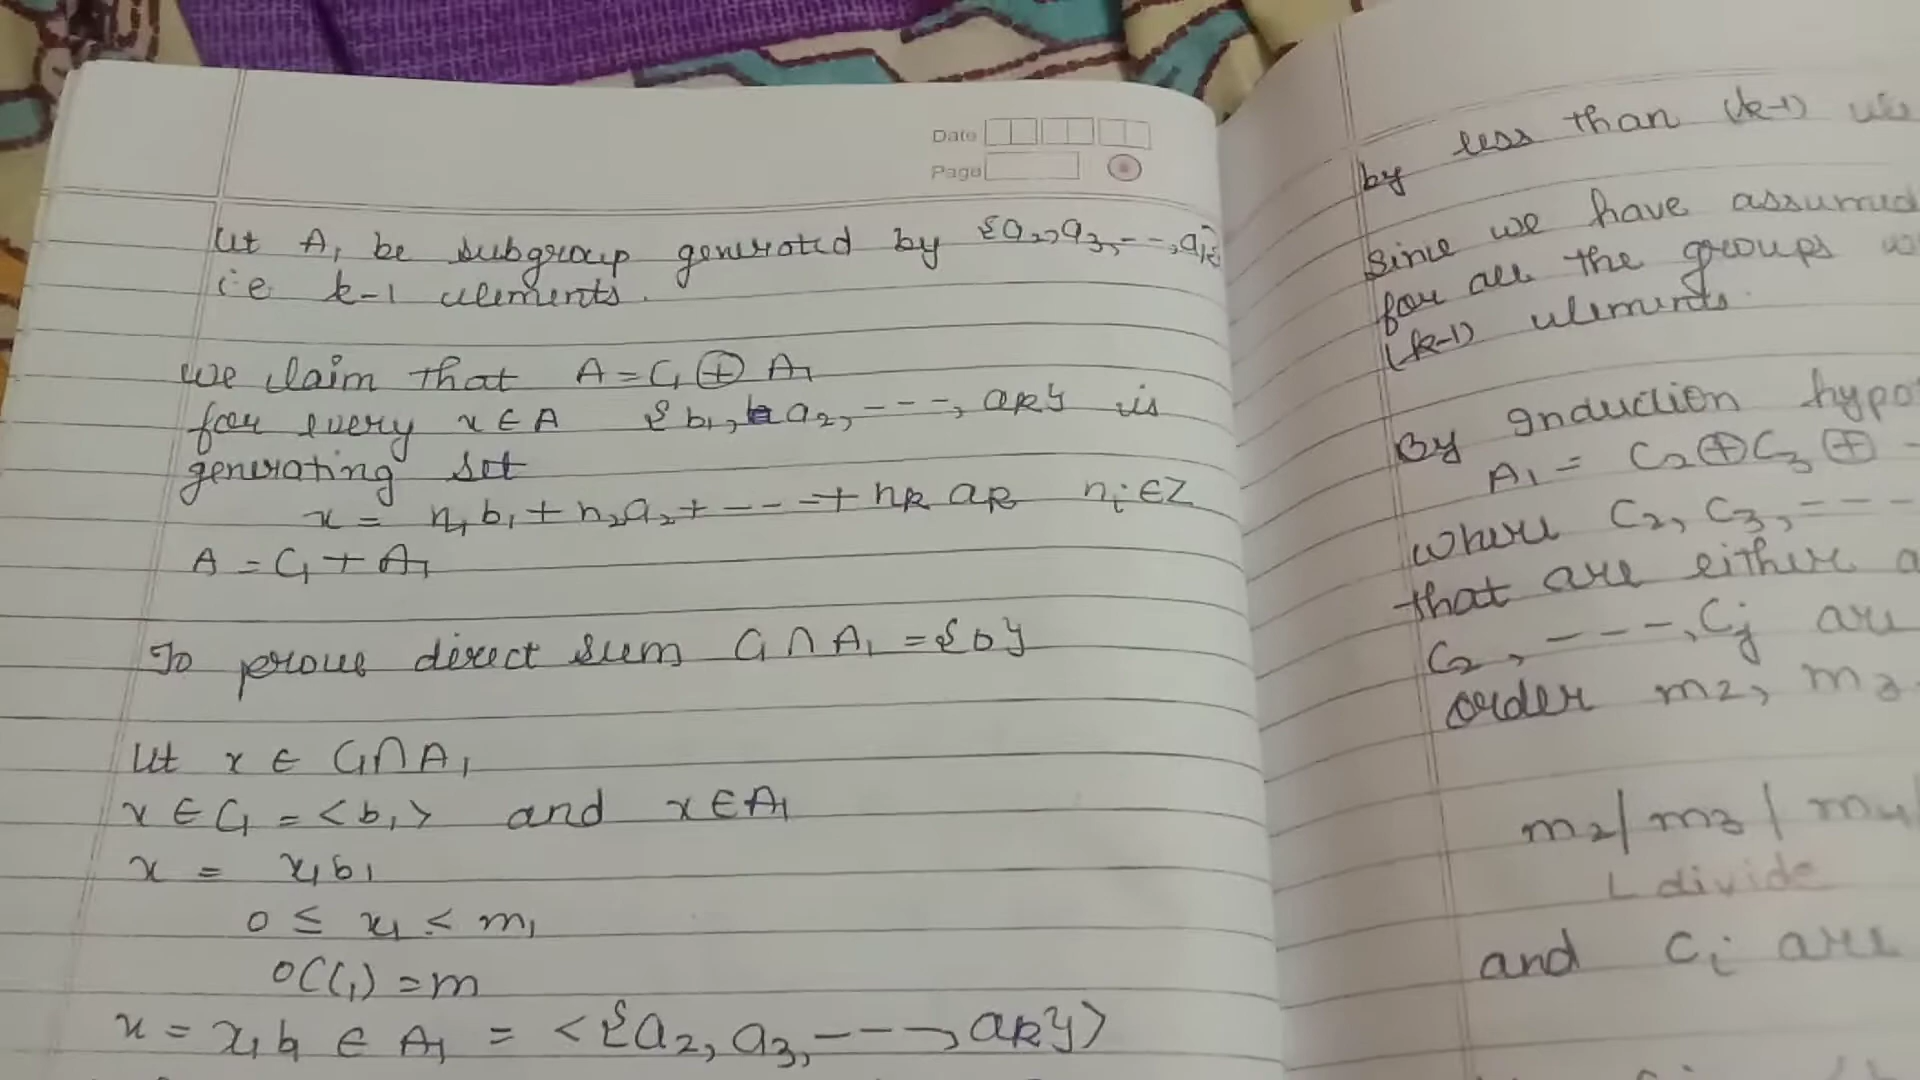 Date
Page
Let A₁ be subgroup generated by {a₂, a₃, ---, aₖ}
i.e k-1 elements.
We claim that A = C₁ ⊕ A₁
for every x ∈ A {b₁, a₂, ---, aₖ} is
generating set
x = n₁b₁ + n₂a₂ + --- + nₖ aₖ nᵢ ∈ Z
A = C₁ + A₁
To prove direct sum C₁ ∩ A₁ = {0}
Let x ∈ C₁ ∩ A₁
x ∈ C₁ = <b₁> and x ∈ A₁
x = x₁b₁
0 ≤ x₁ < m₁
O(C₁) = m
x = x₁b₁ ∈ A₁ = <{a₂, a₃, ---, aₖ}>
by less than (k-1)
Since we have assumed
for all the groups
(k-1) elements.
By Induction
A₁ = C₂ ⊕ C₃ ⊕ -
where C₂, C₃, ---
that are either
C₂, ---, Cⱼ are
order m₂, m₃
m₂ | m₃ | m₄
divide
and Cᵢ are